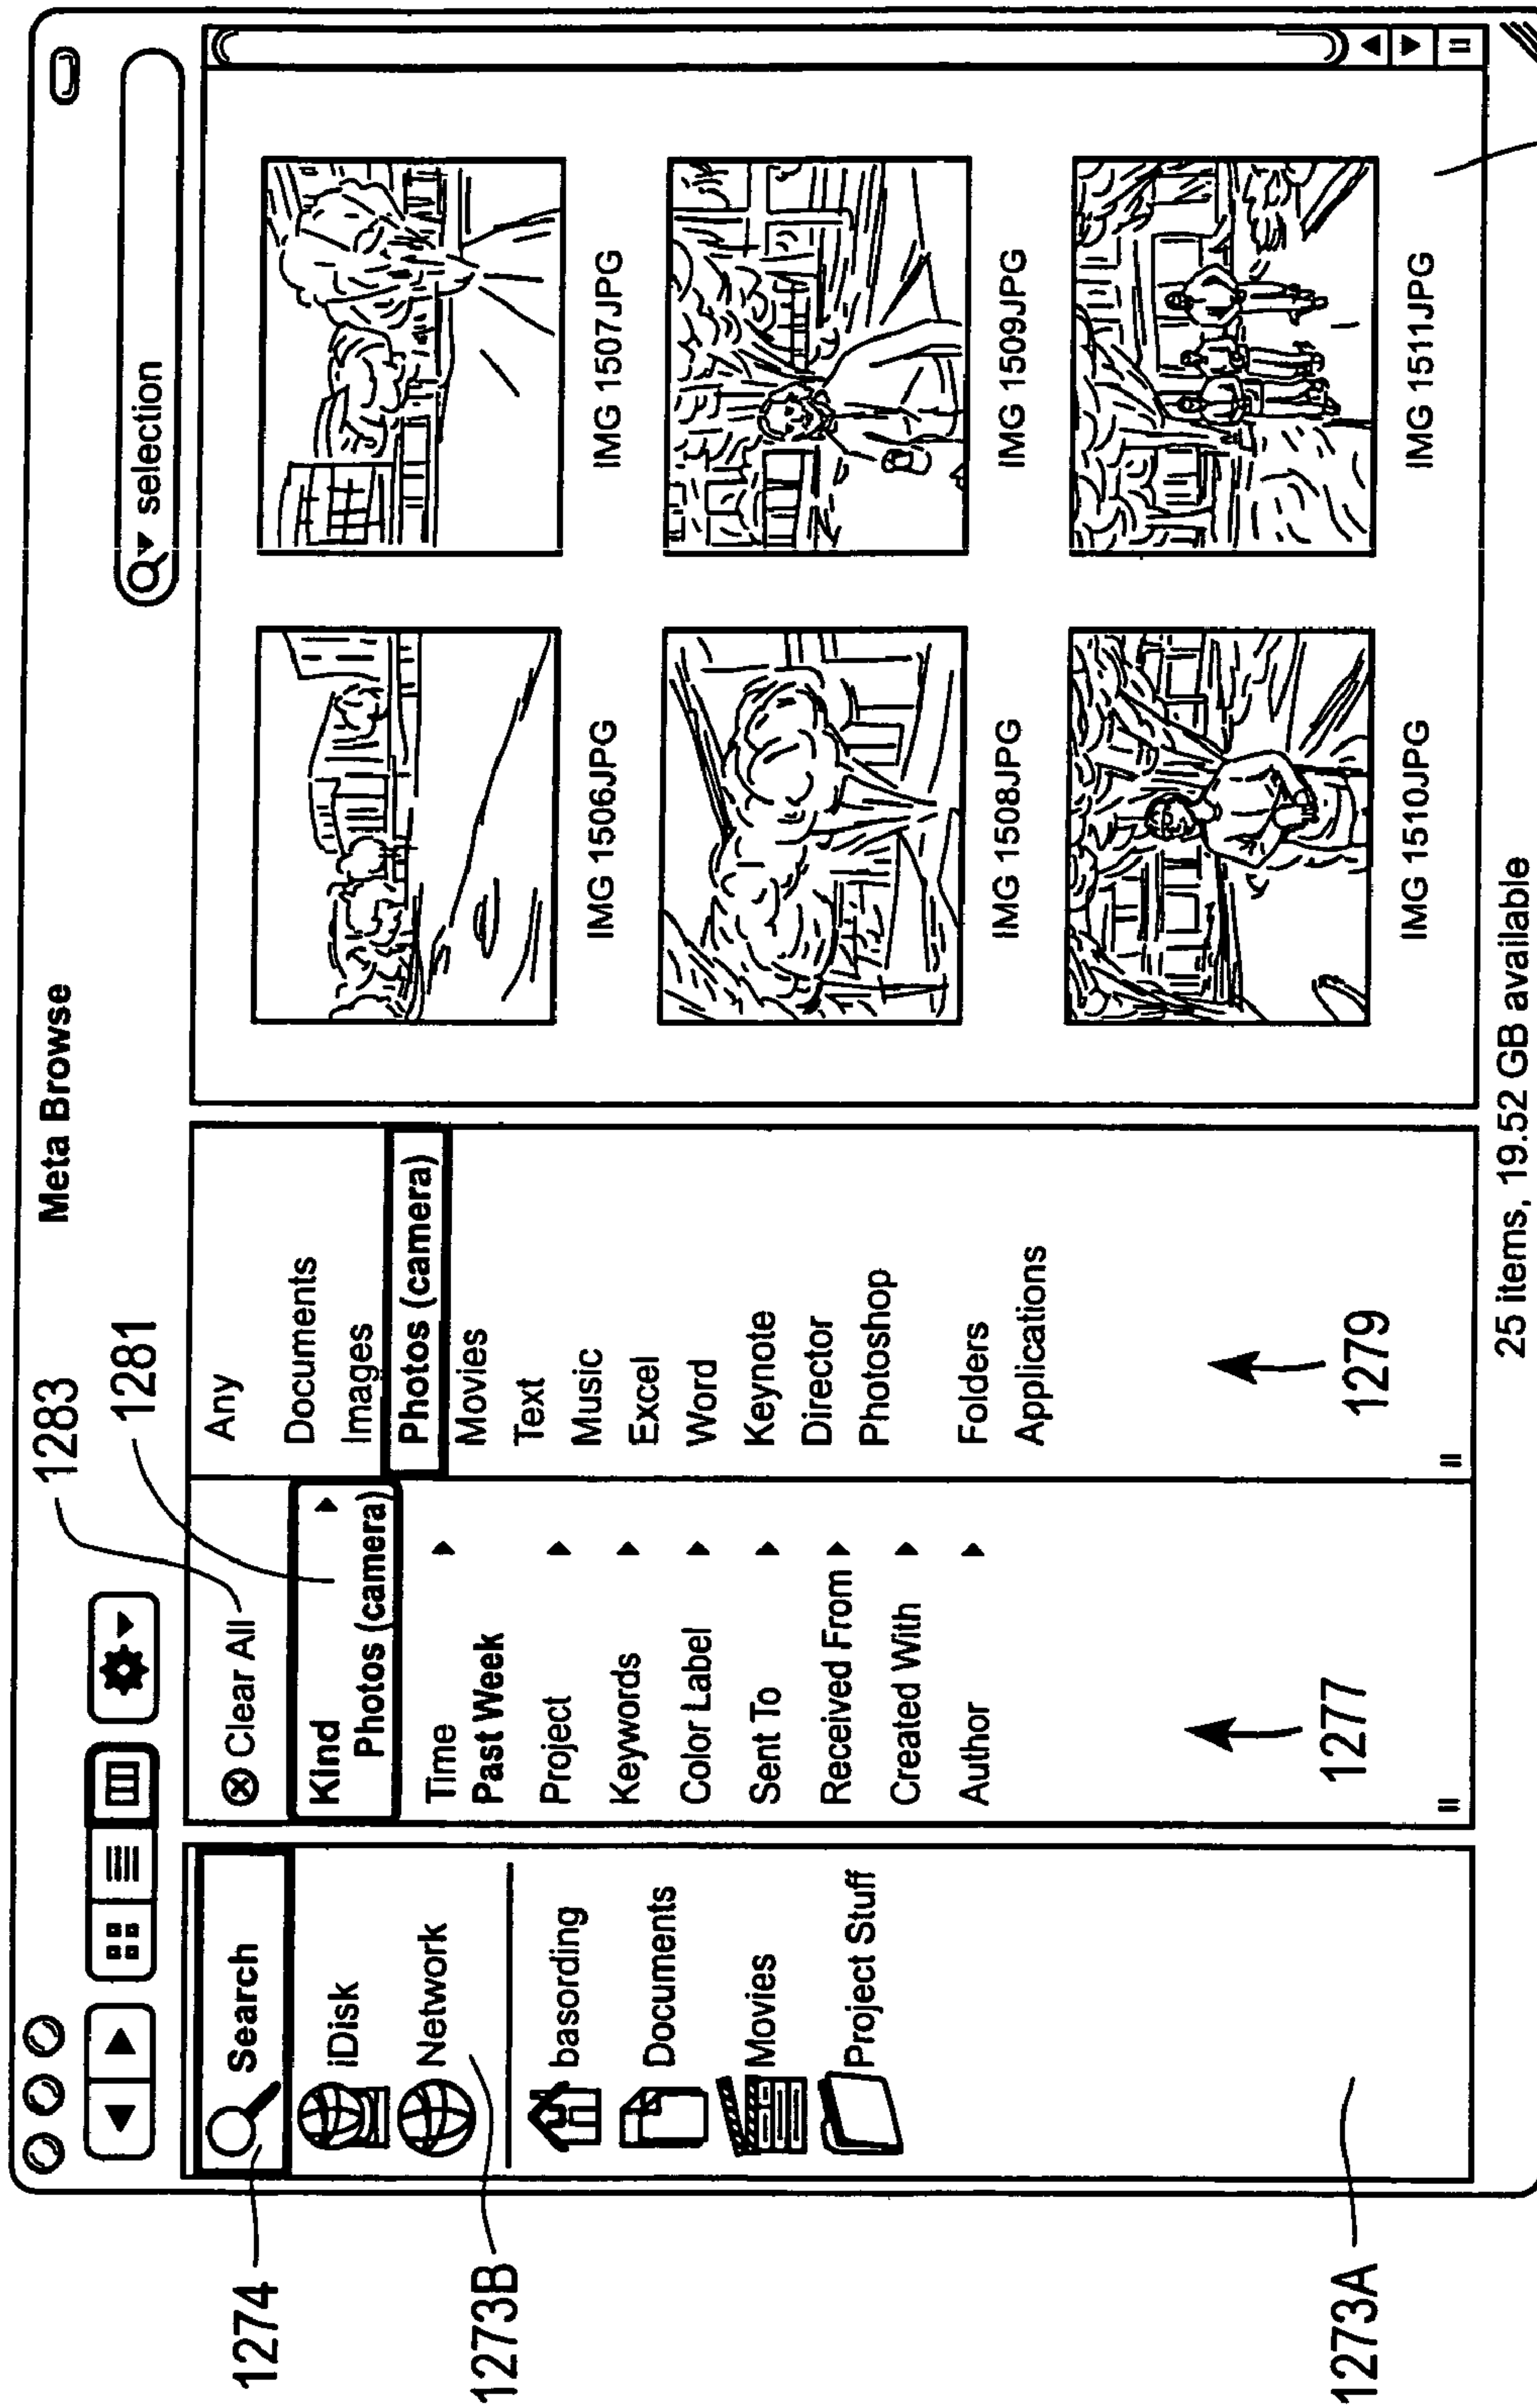 Meta Browse
selection
1283
1281
1274
1273B
1273A
Search
iDisk
Network
basording
Documents
Movies
Project Stuff
Clear All
Kind
Photos (camera)
Time
Past Week
Project
Keywords
Color Label
Sent To
Received From
Created With
Author
1277
Any
Documents
Images
Photos (camera)
Movies
Text
Music
Excel
Word
Keynote
Director
Photoshop
Folders
Applications
1279
IMG 1506JPG
IMG 1507JPG
IMG 1508JPG
IMG 1509JPG
IMG 1510JPG
IMG 1511JPG
25 items, 19.52 GB available